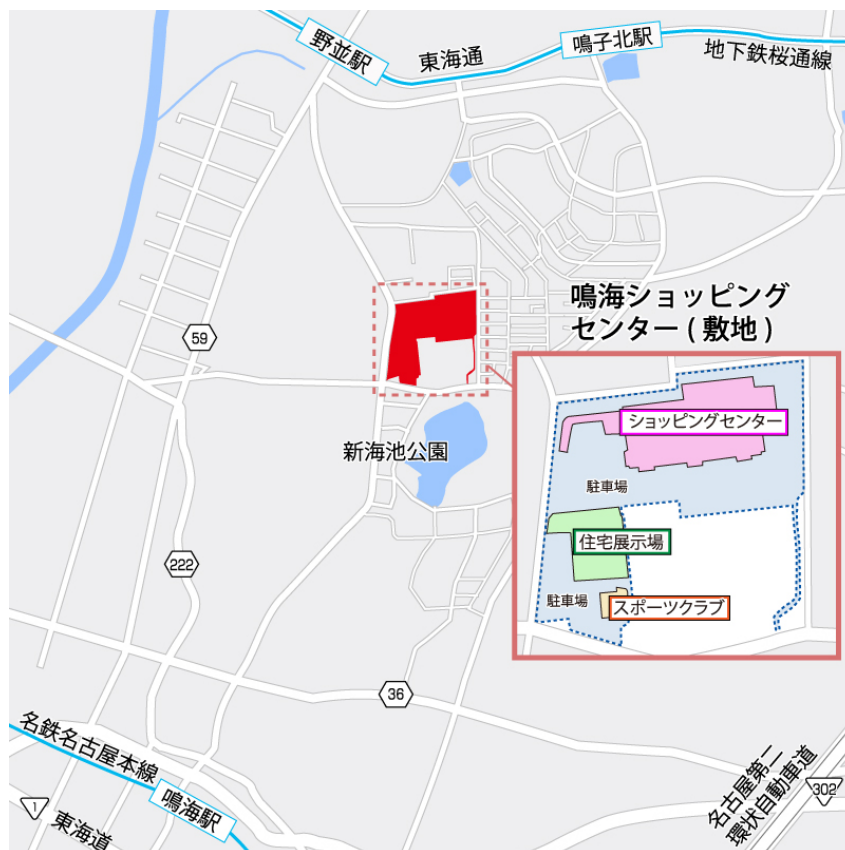 野並駅
東海通
鳴子北駅
地下鉄桜通線
鳴海ショッピング
センター ( 敷地 )
59
ショッピングセンター
新海池公園
駐車場
住宅展示場
222
駐車場
スポーツクラブ
36
名鉄名古屋本線
鳴海駅
1
東海道
名古屋第二
環状自動車道
302